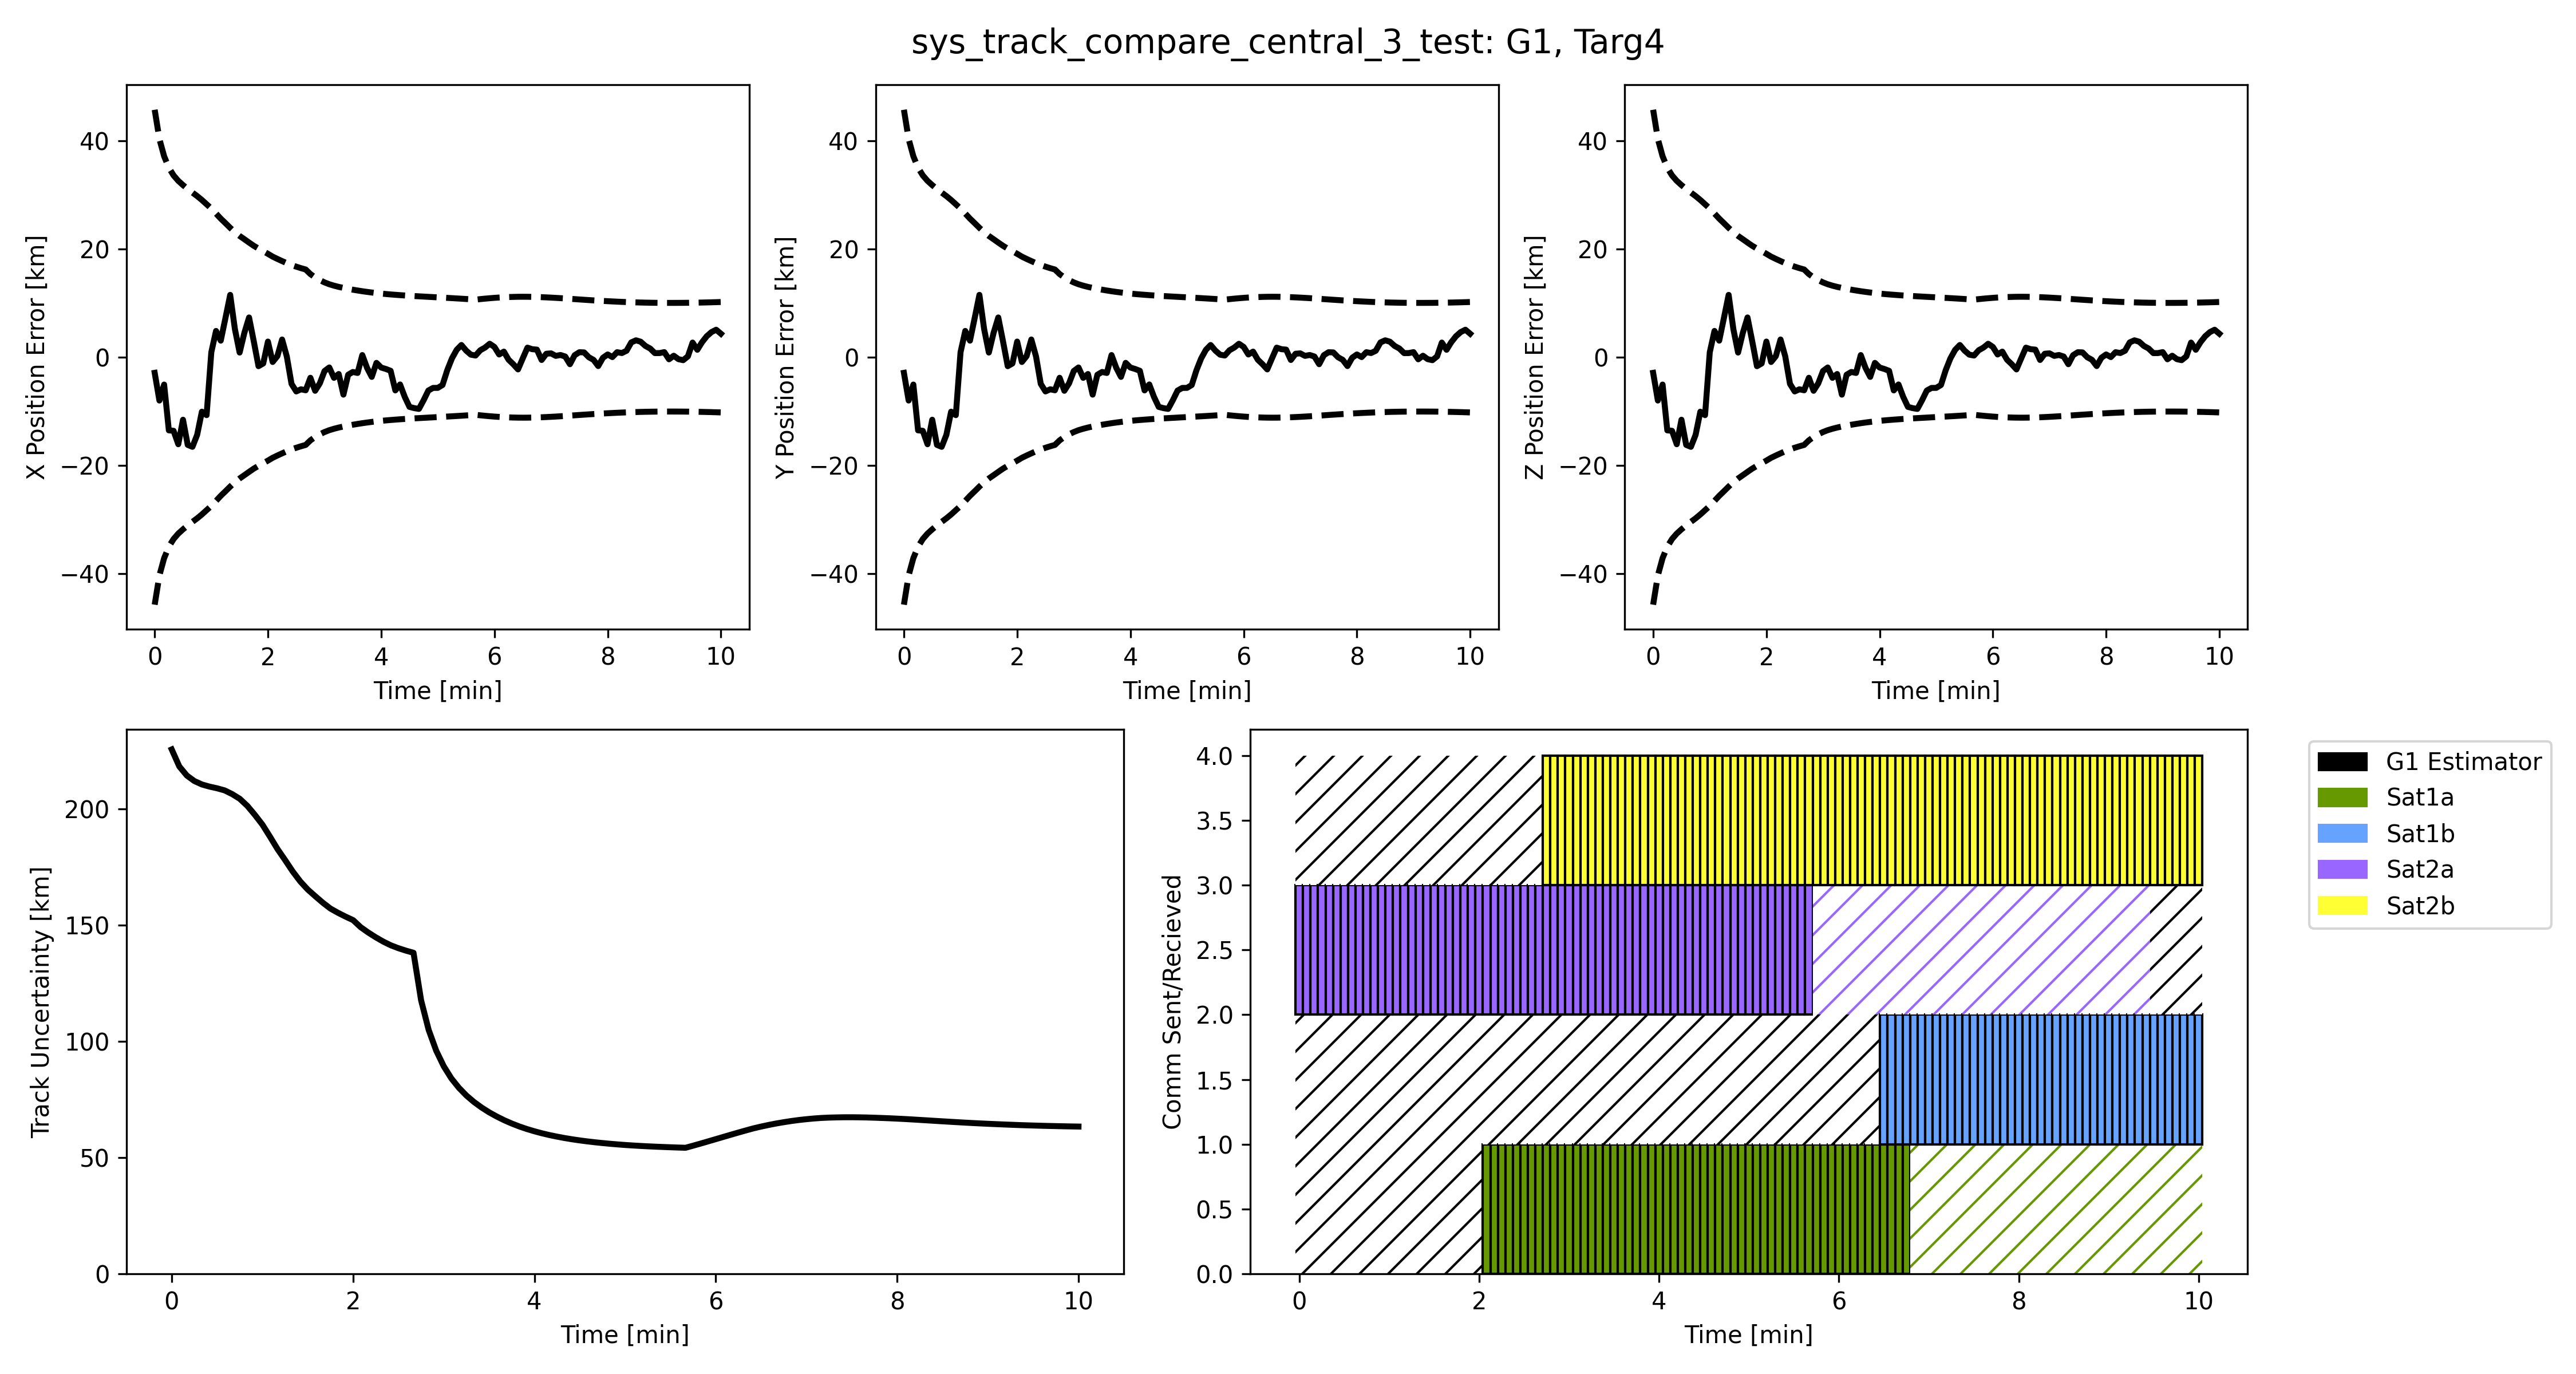 sys_track_compare_central_3_test: G1, Targ4
X Position Error [km]
40
20
0
−20
−40
0 2 4 6 8 10
Time [min]
Y Position Error [km]
40
20
0
−20
−40
0 2 4 6 8 10
Time [min]
Z Position Error [km]
40
20
0
−20
−40
0 2 4 6 8 10
Time [min]
Track Uncertainty [km]
200
150
100
50
0
0 2 4 6 8 10
Time [min]
Comm Sent/Recieved
4.0
3.5
3.0
2.5
2.0
1.5
1.0
0.5
0.0
0 2 4 6 8 10
Time [min]
G1 Estimator
Sat1a
Sat1b
Sat2a
Sat2b